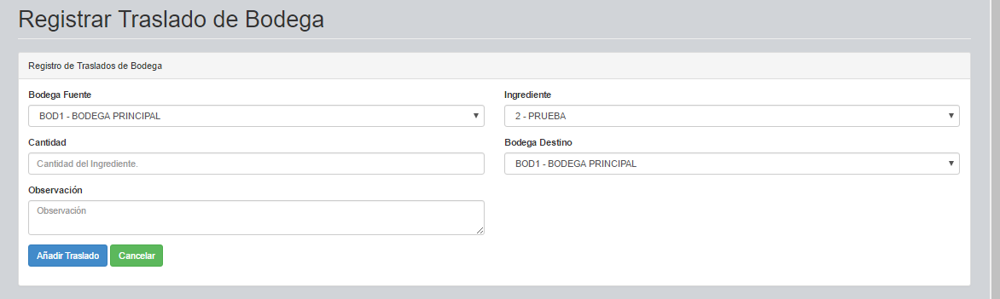 Registrar Traslado de Bodega
Registro de Traslados de Bodega
Bodega Fuente
BOD1 - BODEGA PRINCIPAL
Ingrediente
2 - PRUEBA
Cantidad
Cantidad del Ingrediente.
Bodega Destino
BOD1 - BODEGA PRINCIPAL
Observación
Observación
Añadir Traslado
Cancelar